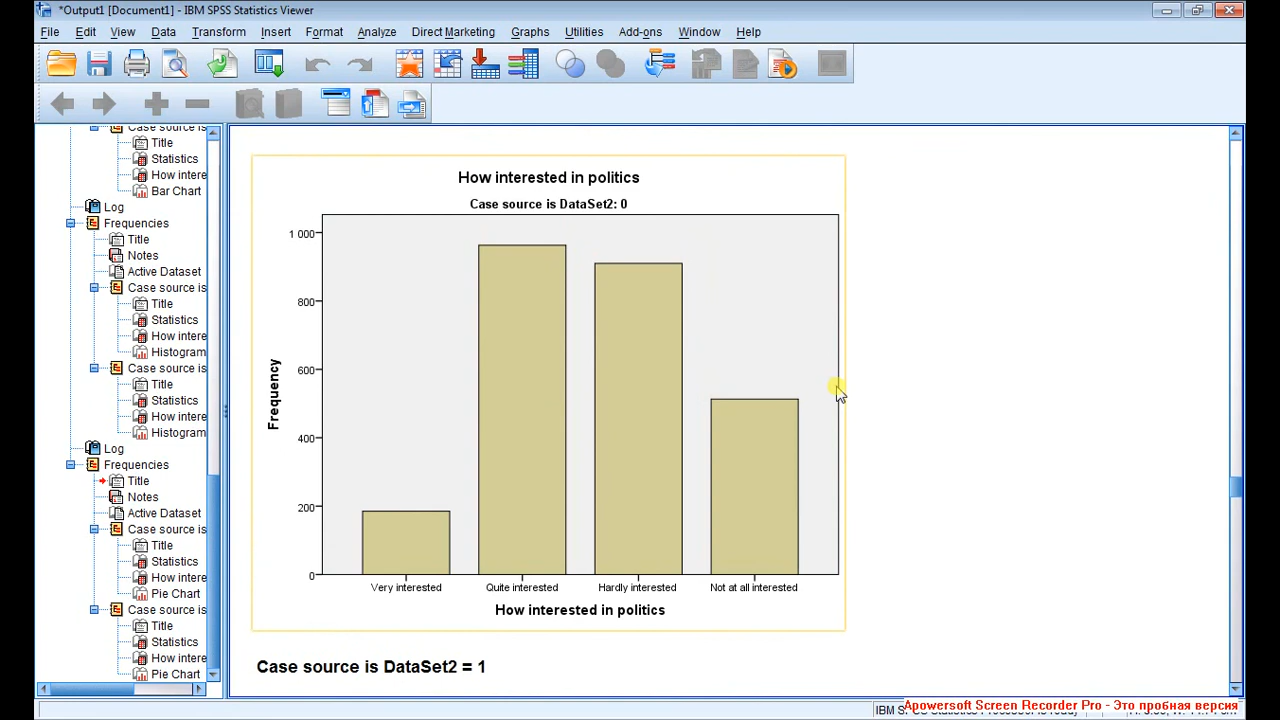 *Output1 [Document1] - IBM SPSS Statistics Viewer
File Edit View Data Transform Insert Format Analyze Direct Marketing Graphs Utilities Add-ons Window Help
Case source is
Title
Statistics
How intere
Bar Chart
Log
Frequencies
Title
Notes
Active Dataset
Case source is
Title
Statistics
How intere
Histogram
Case source is
Title
Statistics
How intere
Histogram
Log
Frequencies
Title
Notes
Active Dataset
Case source is
Title
Statistics
How intere
Pie Chart
Case source is
Title
Statistics
How intere
Pie Chart
How interested in politics
Case source is DataSet2: 0
1 000
800
600
400
200
0
Frequency
Very interested Quite interested Hardly interested Not at all interested
How interested in politics
Case source is DataSet2 = 1
Apowersoft Screen Recorder Pro - Это пробная версия